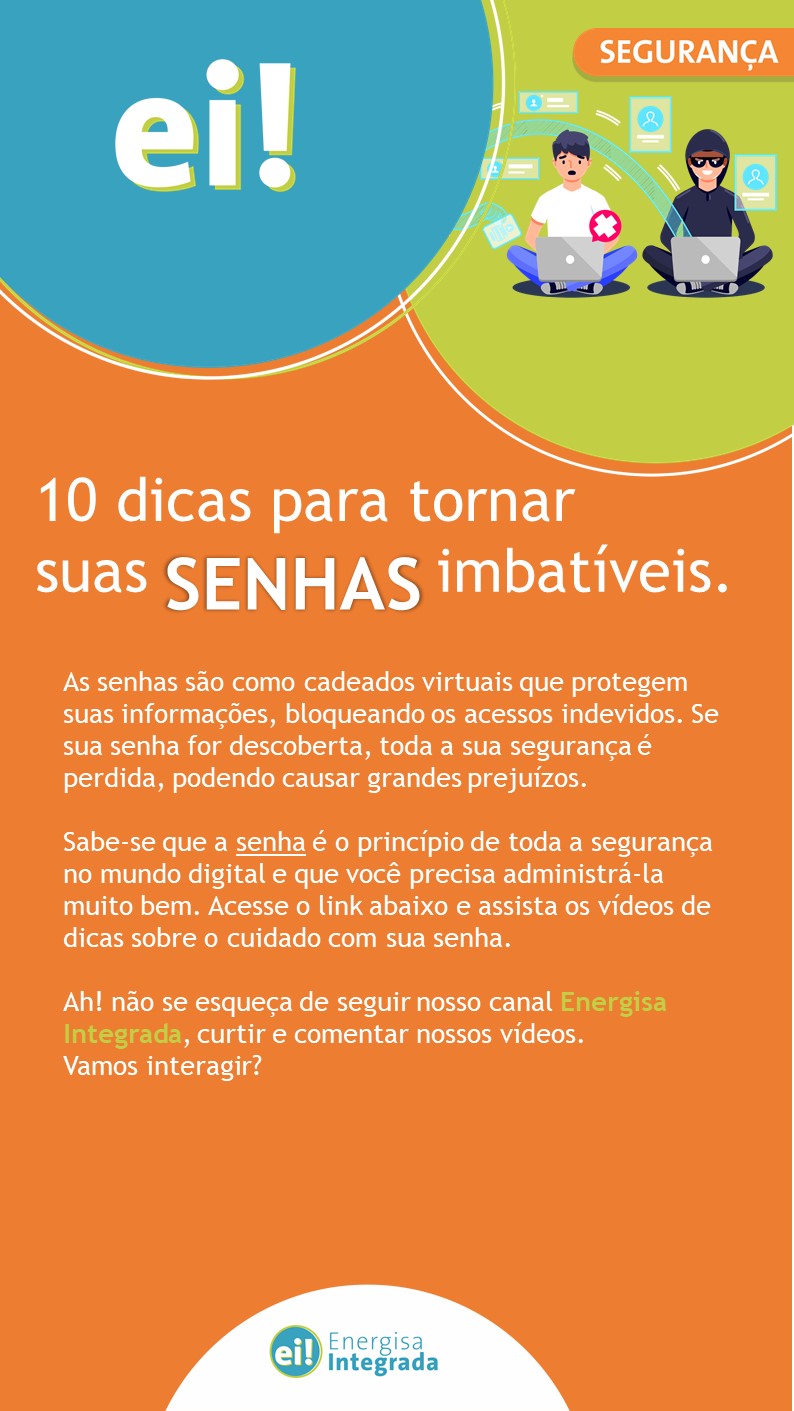 ei!
SEGURANÇA
10 dicas para tornar
suas SENHAS imbatíveis.
As senhas são como cadeados virtuais que protegem
suas informações, bloqueando os acessos indevidos. Se
sua senha for descoberta, toda a sua segurança é
perdida, podendo causar grandes prejuízos.
Sabe-se que a senha é o princípio de toda a segurança
no mundo digital e que você precisa administrá-la
muito bem. Acesse o link abaixo e assista os vídeos de
dicas sobre o cuidado com sua senha.
Ah! não se esqueça de seguir nosso canal Energisa
Integrada, curtir e comentar nossos vídeos.
Vamos interagir?
ei! Energisa
Integrada